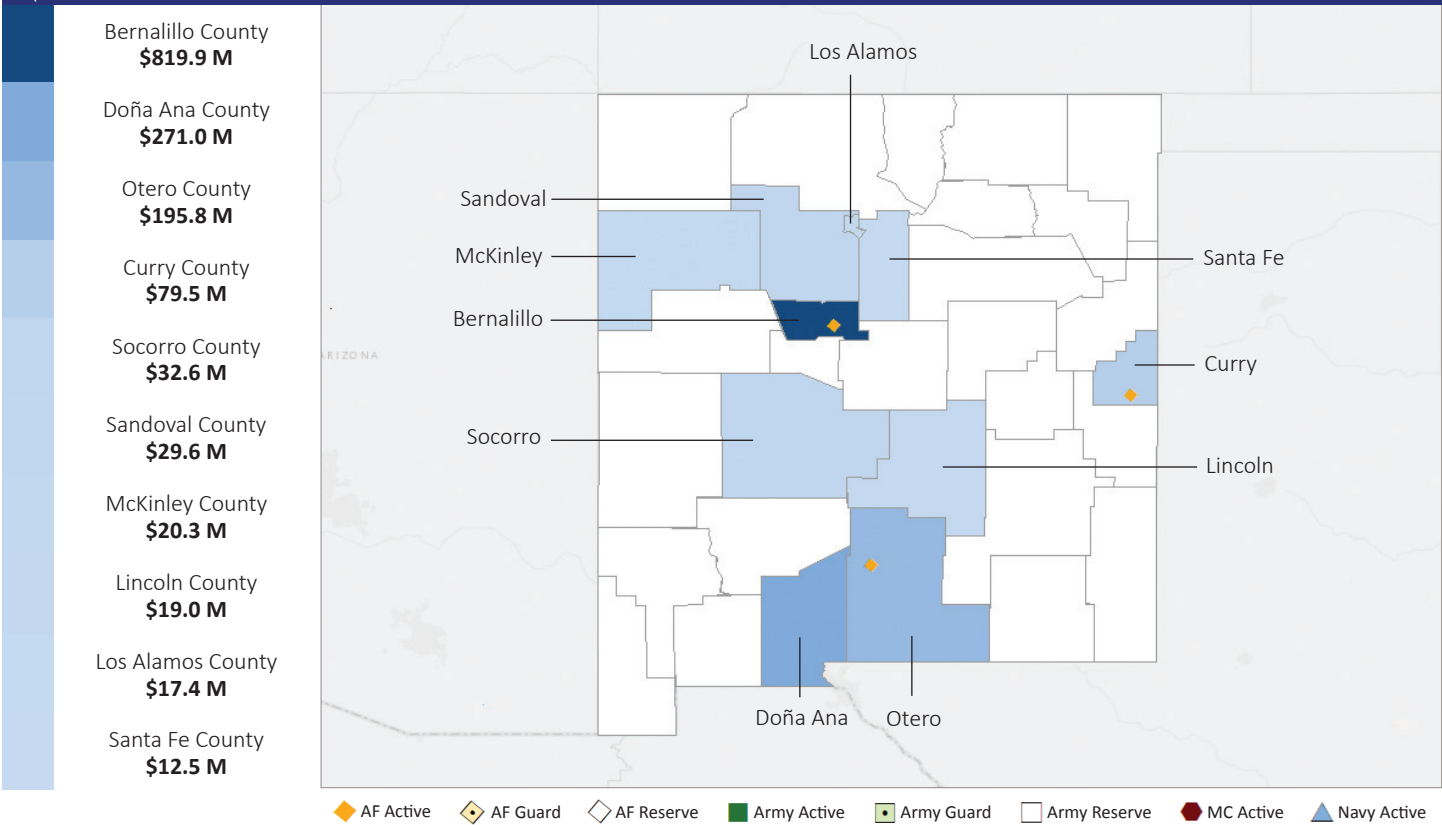 Bernalillo County
$819.9 M
Doña Ana County
$271.0 M
Otero County
$195.8 M
Curry County
$79.5 M
Socorro County
$32.6 M
Sandoval County
$29.6 M
McKinley County
$20.3 M
Lincoln County
$19.0 M
Los Alamos County
$17.4 M
Santa Fe County
$12.5 M
Los Alamos
Sandoval
McKinley
Santa Fe
Bernalillo
ARIZONA
Curry
Socorro
Lincoln
Doña Ana
Otero
AF Active
AF Guard
AF Reserve
Army Active
Army Guard
Army Reserve
MC Active
Navy Active